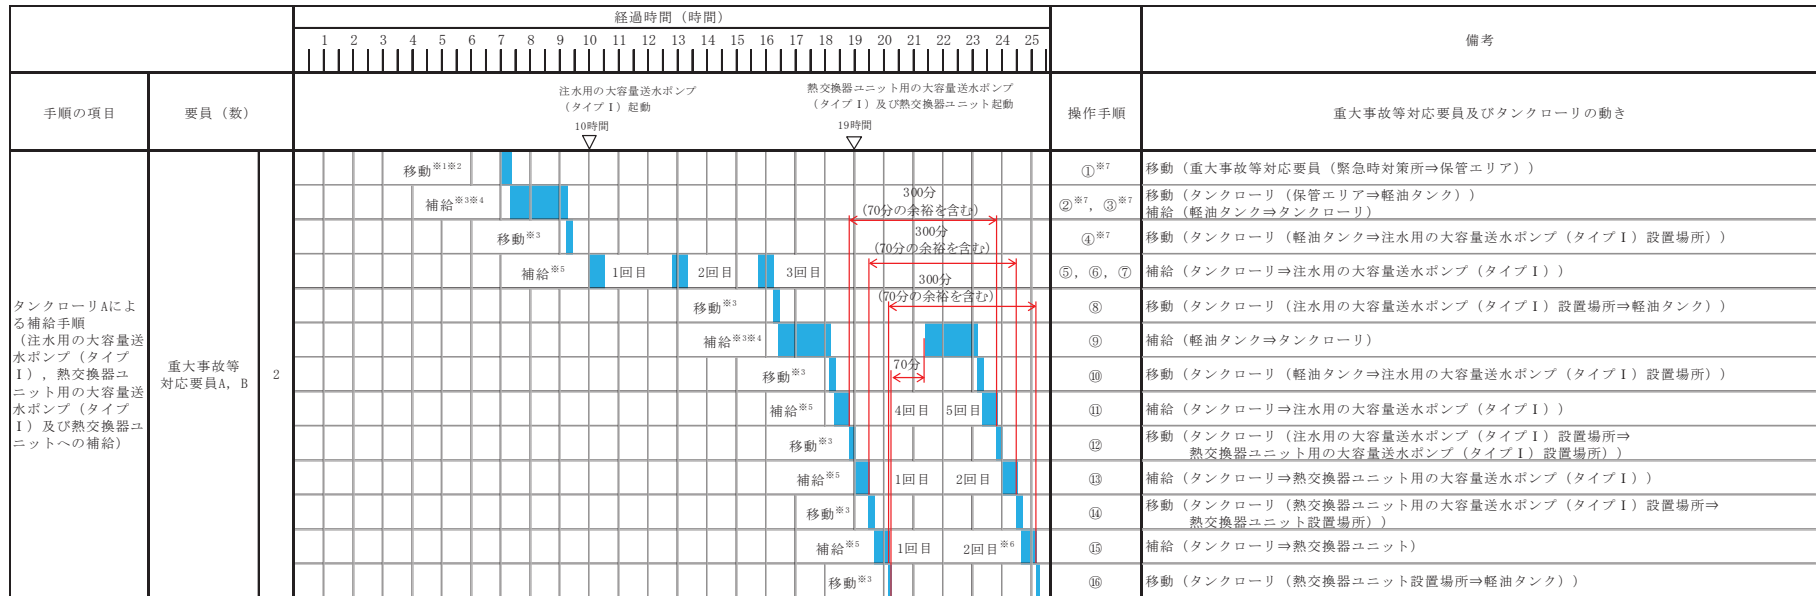 経過時間（時間）
1 2 3 4 5 6 7 8 9 10 11 12 13 14 15 16 17 18 19 20 21 22 23 24 25
備考
手順の項目
要員（数）
注水用の大容量送水ポンプ
（タイプⅠ）起動
10時間
熱交換器ユニット用の大容量送水ポンプ
（タイプⅠ）及び熱交換器ユニット起動
19時間
操作手順
重大事故等対応要員及びタンクローリの動き
タンクローリAによ
る補給手順
（注水用の大容量送
水ポンプ（タイプ
Ⅰ），熱交換器ユ
ニット用の大容量送
水ポンプ（タイプ
Ⅰ）及び熱交換器ユ
ニットへの補給）
重大事故等
対応要員A，B
2
移動※1※2
①※7
移動（重大事故等対応要員（緊急時対策所⇒保管エリア））
補給※3※4
300分
（70分の余裕を含む）
②※7，③※7
移動（タンクローリ（保管エリア⇒軽油タンク））
補給（軽油タンク⇒タンクローリ）
移動※3
300分
（70分の余裕を含む）
④※7
移動（タンクローリ（軽油タンク⇒注水用の大容量送水ポンプ（タイプⅠ）設置場所））
補給※5 1回目 2回目 3回目
⑤，⑥，⑦
補給（タンクローリ⇒注水用の大容量送水ポンプ（タイプⅠ））
300分
（70分の余裕を含む）
移動※3
⑧
移動（タンクローリ（注水用の大容量送水ポンプ（タイプⅠ）設置場所⇒軽油タンク））
補給※3※4
⑨
補給（軽油タンク⇒タンクローリ）
移動※3
70分
⑩
移動（タンクローリ（軽油タンク⇒注水用の大容量送水ポンプ（タイプⅠ）設置場所））
補給※5 4回目 5回目
⑪
補給（タンクローリ⇒注水用の大容量送水ポンプ（タイプⅠ））
移動※3
⑫
移動（タンクローリ（注水用の大容量送水ポンプ（タイプⅠ）設置場所⇒
熱交換器ユニット用の大容量送水ポンプ（タイプⅠ）設置場所））
補給※5 1回目 2回目
⑬
補給（タンクローリ⇒熱交換器ユニット用の大容量送水ポンプ（タイプⅠ））
移動※3
⑭
移動（タンクローリ（熱交換器ユニット用の大容量送水ポンプ（タイプⅠ）設置場所⇒
熱交換器ユニット設置場所））
補給※5 1回目 2回目※6
⑮
補給（タンクローリ⇒熱交換器ユニット）
移動※3
⑯
移動（タンクローリ（熱交換器ユニット設置場所⇒軽油タンク））